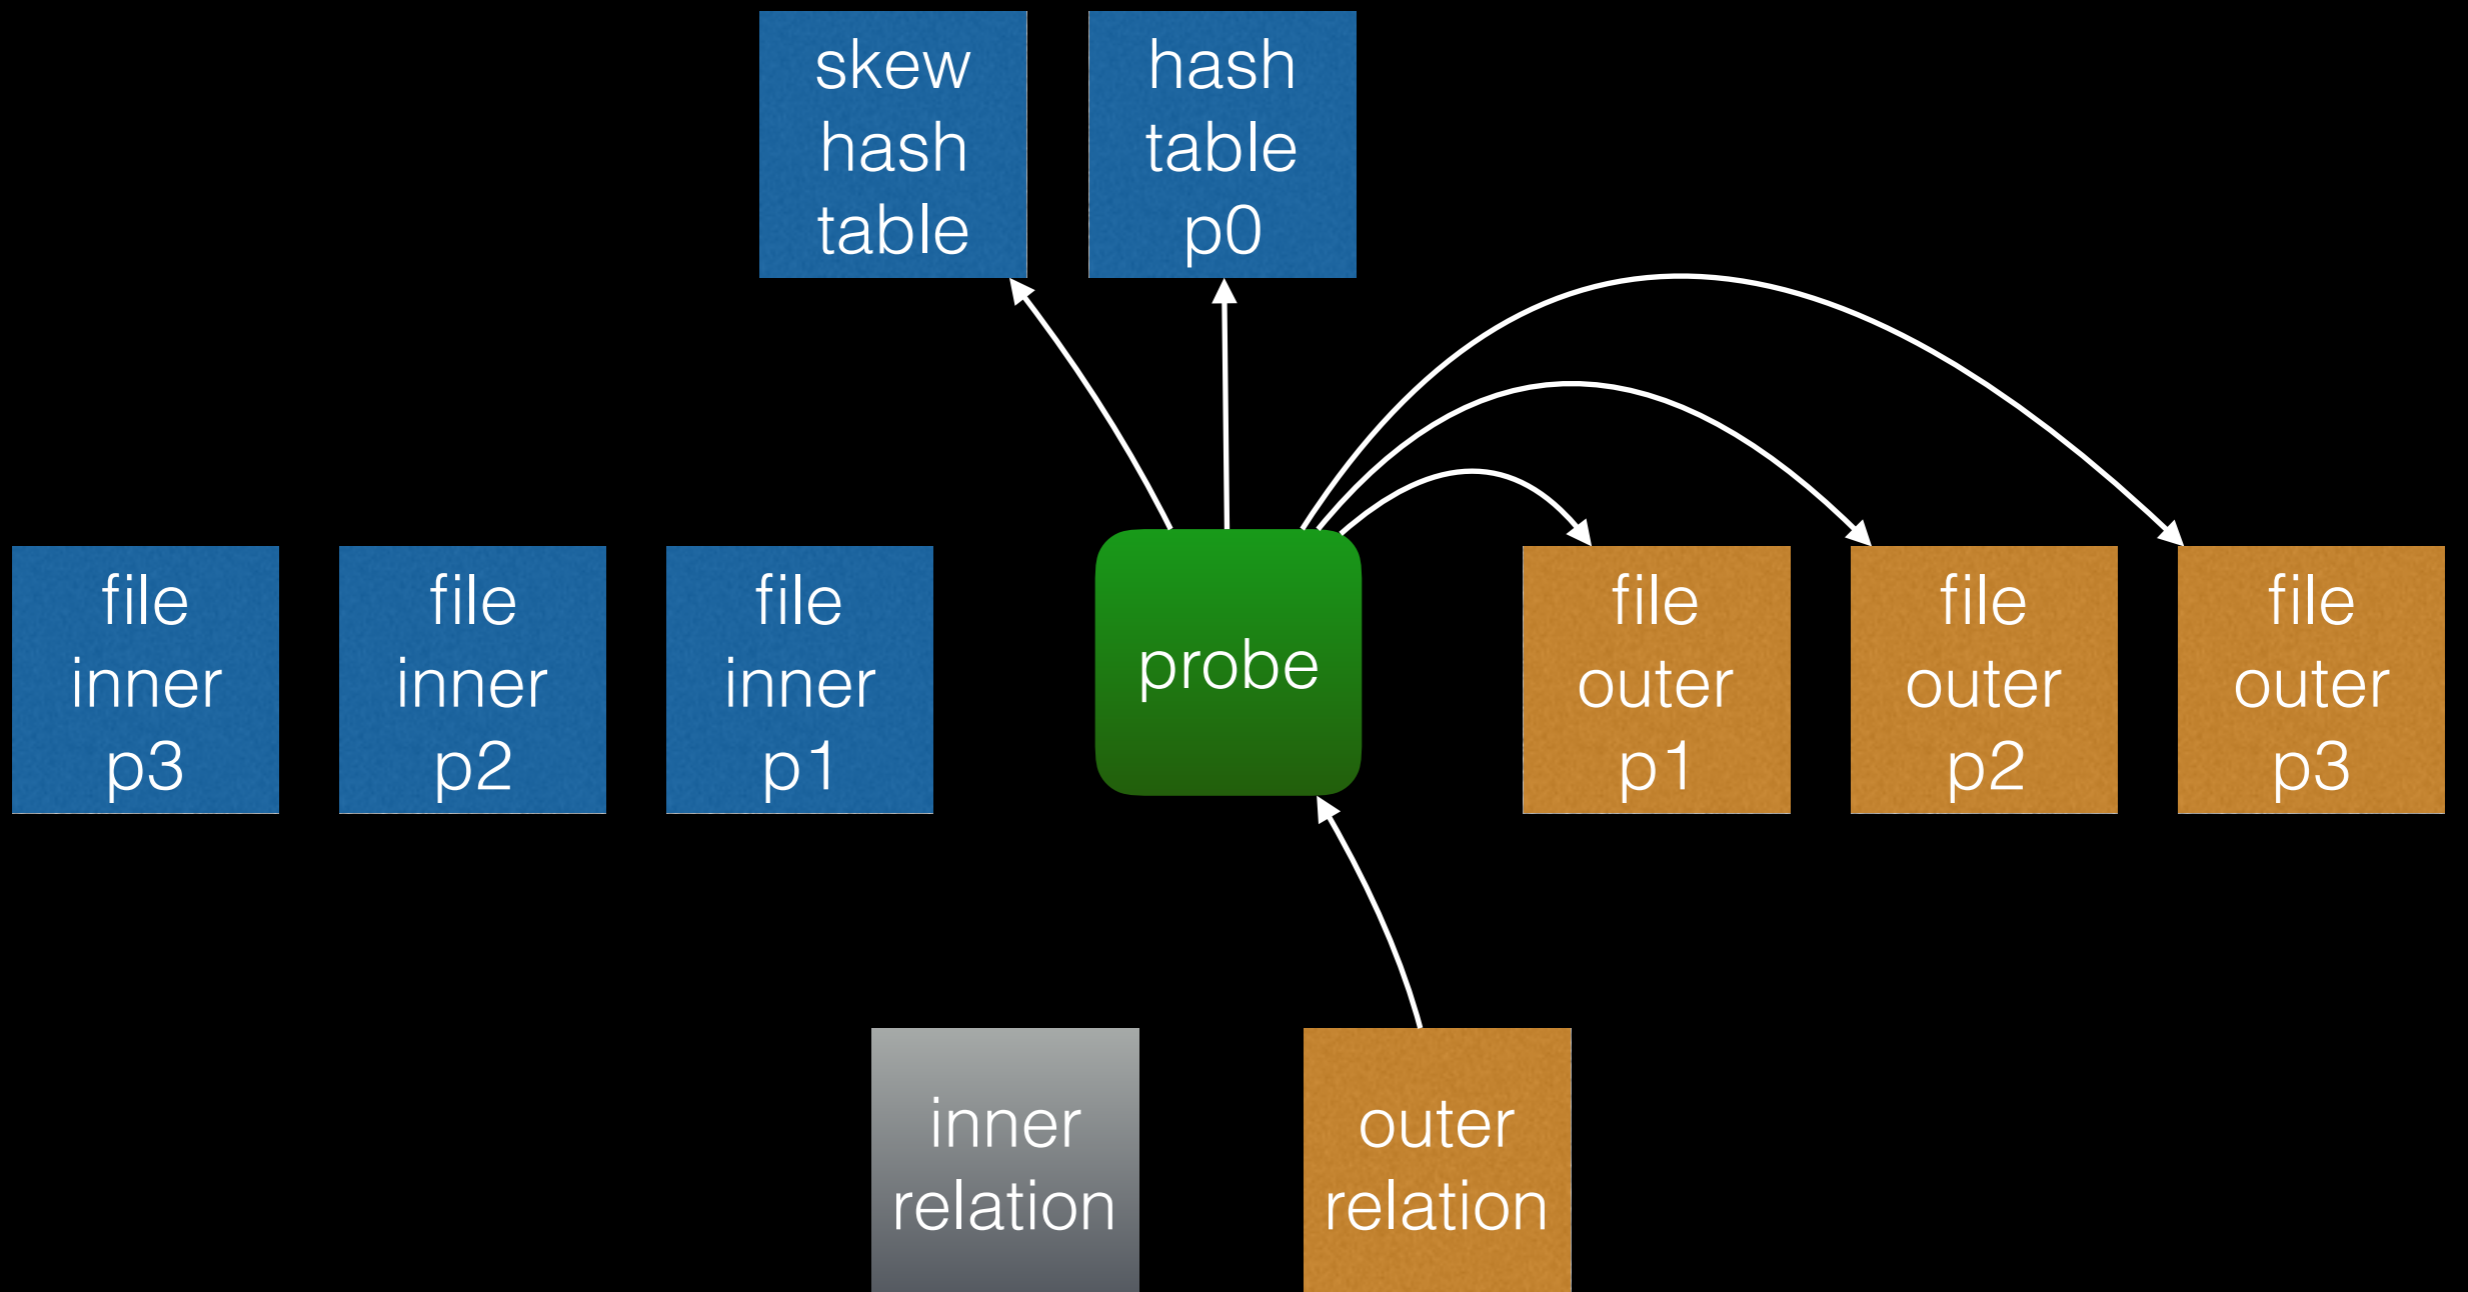 skew
hash
table
hash
table
p0
file
inner
p3
file
inner
p2
file
inner
p1
probe
file
outer
p1
file
outer
p2
file
outer
p3
inner
relation
outer
relation